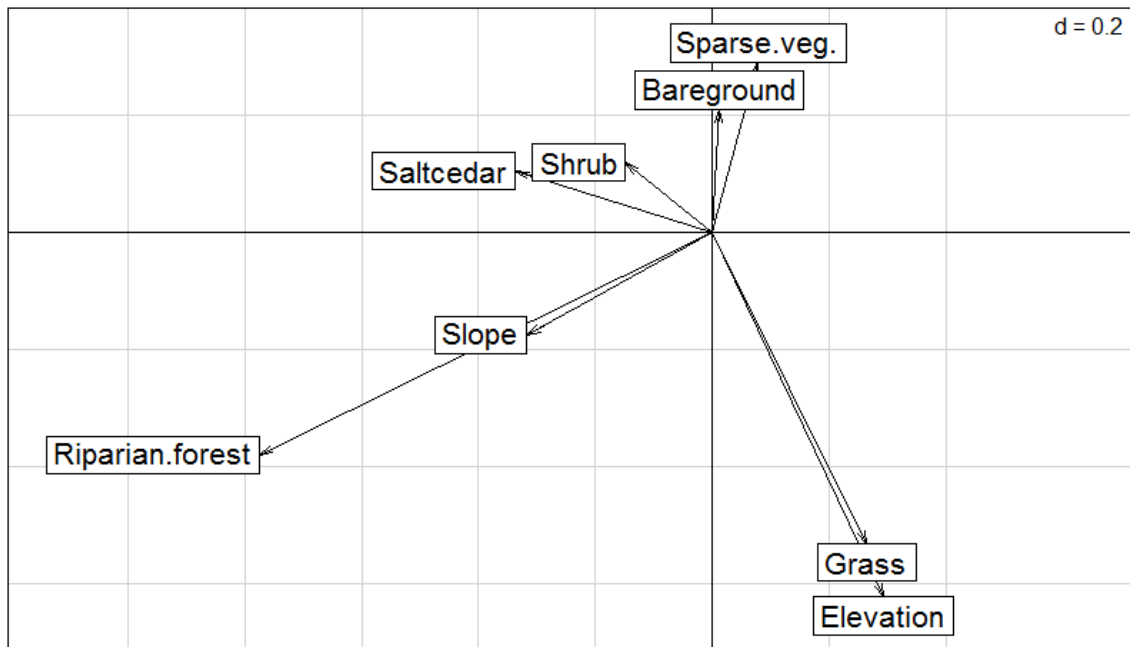 d = 0.2
Sparse.veg.
Bareground
Shrub
Saltcedar
Slope
Riparian.forest
Grass
Elevation